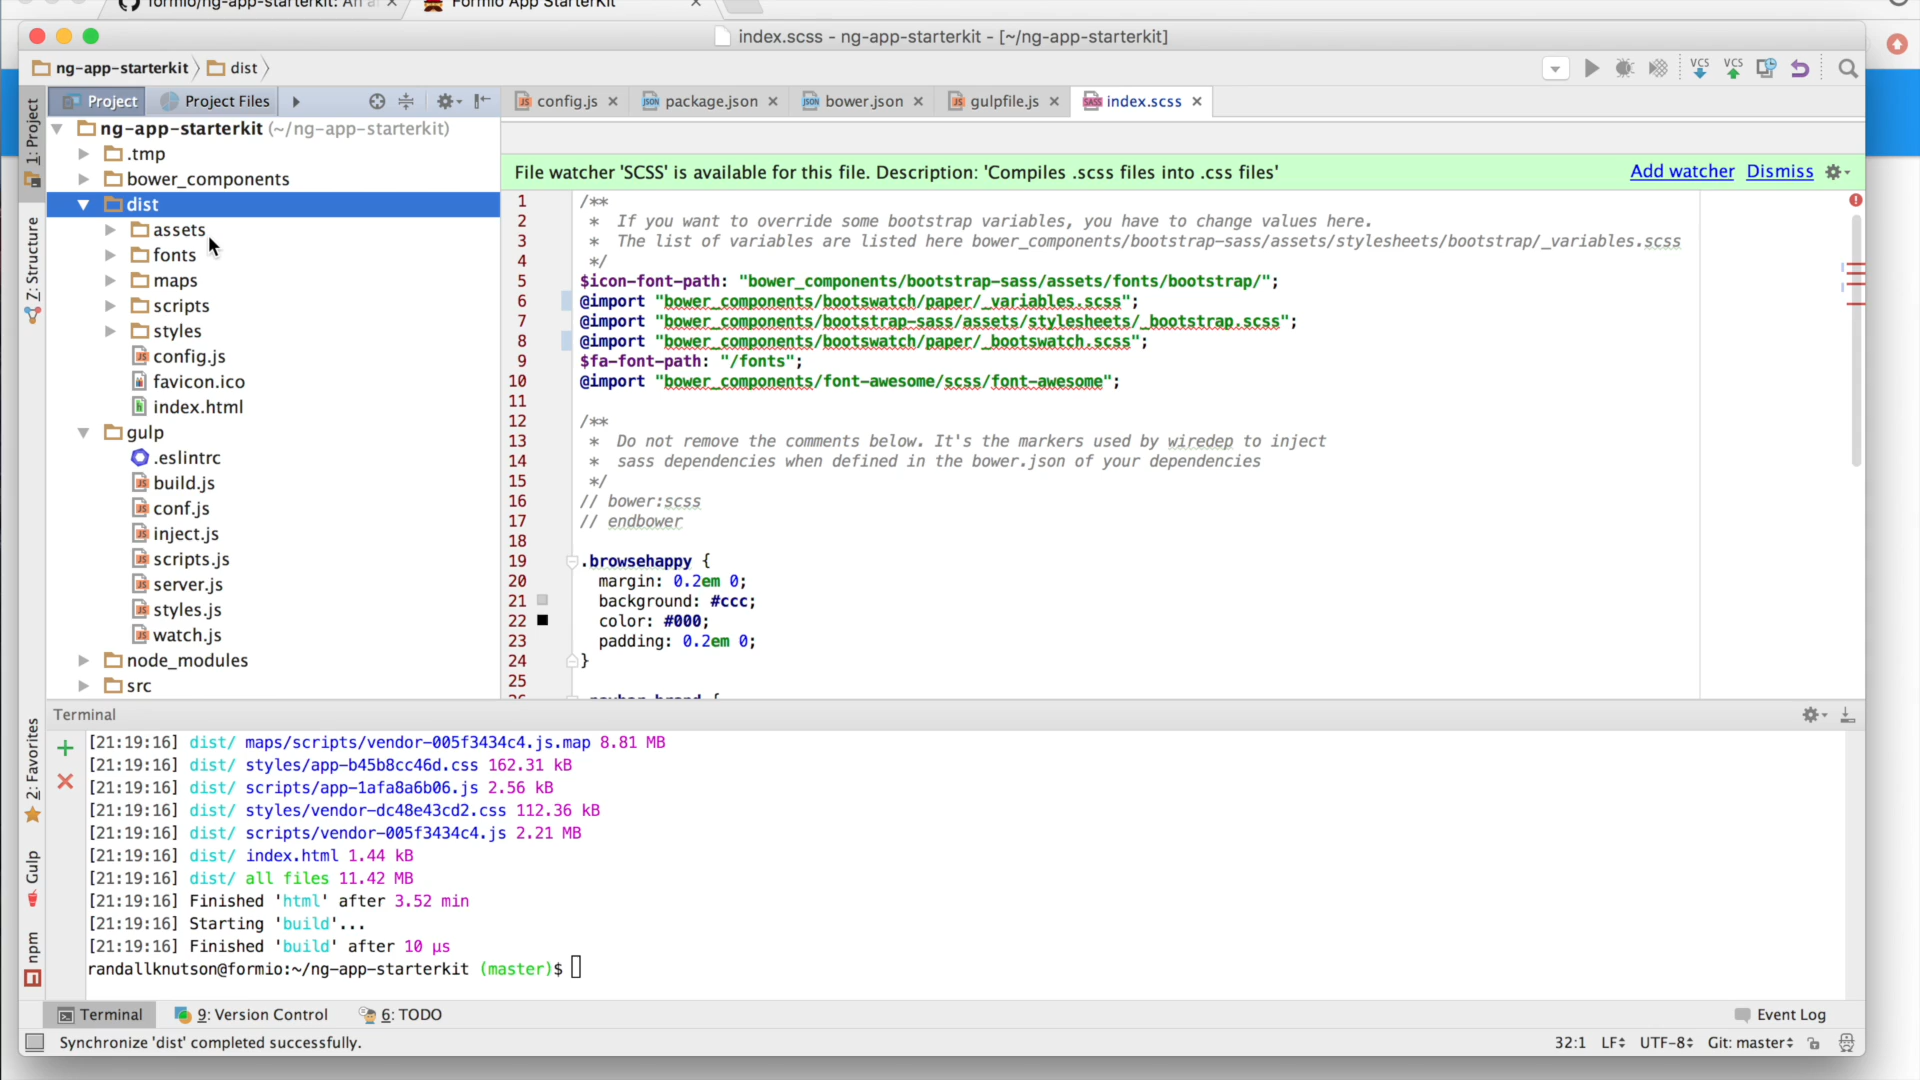 formio/ng-app-starterkit: An a
Formio App StarterKit
index.scss - ng-app-starterkit - [~/ng-app-starterkit]
ng-app-starterkit dist
VCS VCS
Project Project Files
config.js package.json bower.json gulpfile.js index.scss
1: Project
Z: Structure
2: Favorites
Gulp
npm
ng-app-starterkit (~/ng-app-starterkit)
.tmp
bower_components
dist
assets
fonts
maps
scripts
styles
config.js
favicon.ico
index.html
gulp
.eslintrc
build.js
conf.js
inject.js
scripts.js
server.js
styles.js
watch.js
node_modules
src
File watcher 'SCSS' is available for this file. Description: 'Compiles .scss files into .css files' Add watcher Dismiss
1 /**
2 * If you want to override some bootstrap variables, you have to change values here.
3 * The list of variables are listed here bower_components/bootstrap-sass/assets/stylesheets/bootstrap/_variables.scss
4 */
5 $icon-font-path: "bower_components/bootstrap-sass/assets/fonts/bootstrap/";
6 @import "bower_components/bootswatch/paper/_variables.scss";
7 @import "bower_components/bootstrap-sass/assets/stylesheets/_bootstrap.scss";
8 @import "bower_components/bootswatch/paper/_bootswatch.scss";
9 $fa-font-path: "/fonts";
10 @import "bower_components/font-awesome/scss/font-awesome";
11
12 /**
13 * Do not remove the comments below. It's the markers used by wiredep to inject
14 * sass dependencies when defined in the bower.json of your dependencies
15 */
16 // bower:scss
17 // endbower
18
19 .browsehappy {
20 margin: 0.2em 0;
21 background: #ccc;
22 color: #000;
23 padding: 0.2em 0;
24 }
25
26 .navbar-brand {
Terminal
[21:19:16] dist/ maps/scripts/vendor-005f3434c4.js.map 8.81 MB
[21:19:16] dist/ styles/app-b45b8cc46d.css 162.31 kB
[21:19:16] dist/ scripts/app-1afa8a6b06.js 2.56 kB
[21:19:16] dist/ styles/vendor-dc48e43cd2.css 112.36 kB
[21:19:16] dist/ scripts/vendor-005f3434c4.js 2.21 MB
[21:19:16] dist/ index.html 1.44 kB
[21:19:16] dist/ all files 11.42 MB
[21:19:16] Finished 'html' after 3.52 min
[21:19:16] Starting 'build'...
[21:19:16] Finished 'build' after 10 μs
randallknutson@formio:~/ng-app-starterkit (master)$
Terminal 9: Version Control 6: TODO Event Log
Synchronize 'dist' completed successfully. 32:1 LF UTF-8 Git: master